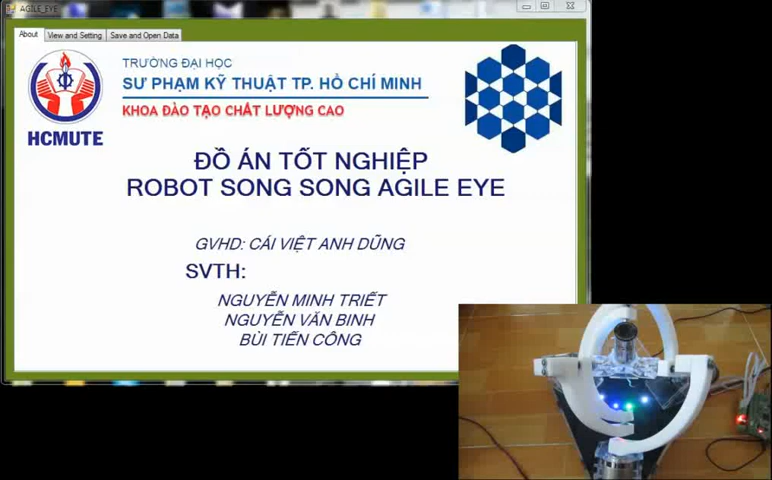 AGILE_EYE
About View and Setting Save and Open Data
TRƯỜNG ĐẠI HỌC
SƯ PHẠM KỸ THUẬT TP. HỒ CHÍ MINH
KHOA ĐÀO TẠO CHẤT LƯỢNG CAO
HCMUTE
ĐỒ ÁN TỐT NGHIỆP
ROBOT SONG SONG AGILE EYE
GVHD: CÁI VIỆT ANH DŨNG
SVTH:
NGUYỄN MINH TRIẾT
NGUYỄN VĂN BINH
BÙI TIẾN CÔNG